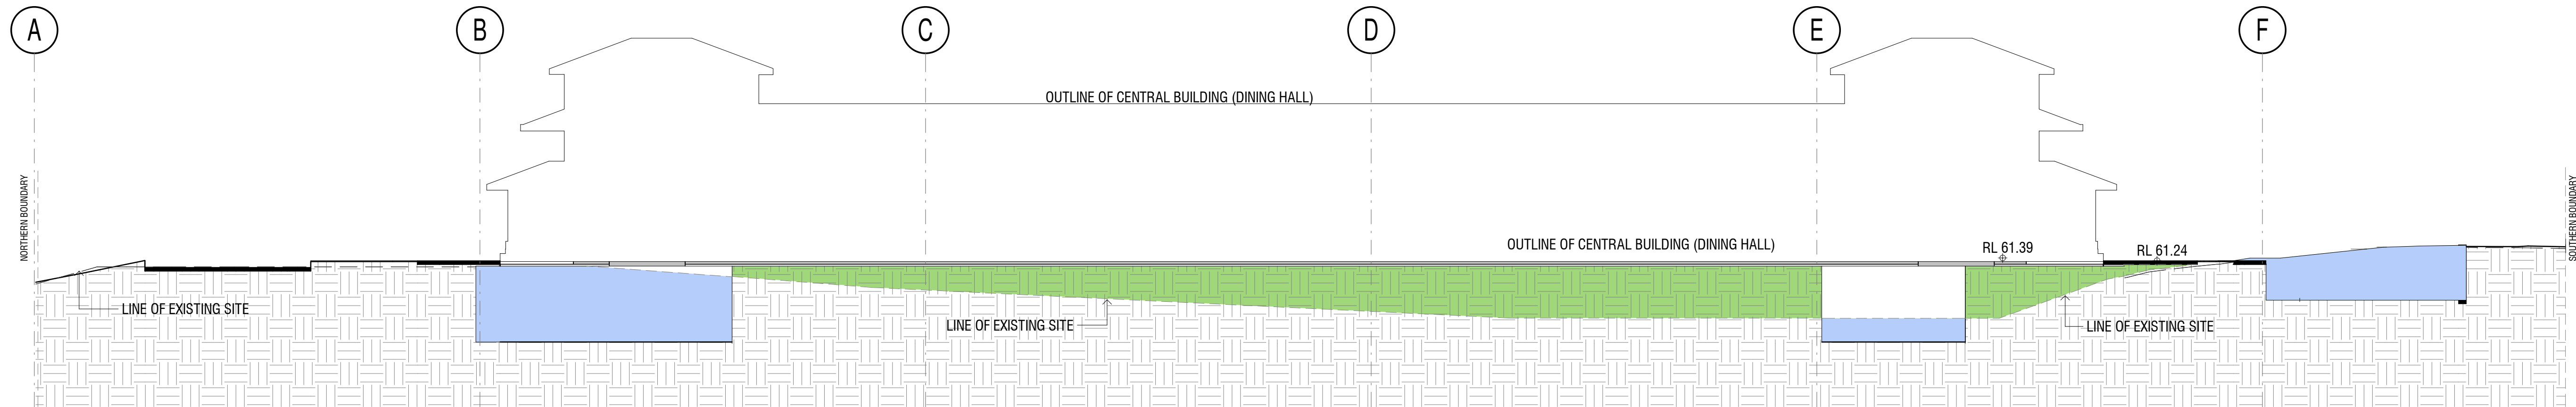 A
B
C
D
E
F
OUTLINE OF CENTRAL BUILDING (DINING HALL)
NORTHERN BOUNDARY
SOUTHERN BOUNDARY
OUTLINE OF CENTRAL BUILDING (DINING HALL)
RL 61.39
RL 61.24
LINE OF EXISTING SITE
LINE OF EXISTING SITE
LINE OF EXISTING SITE